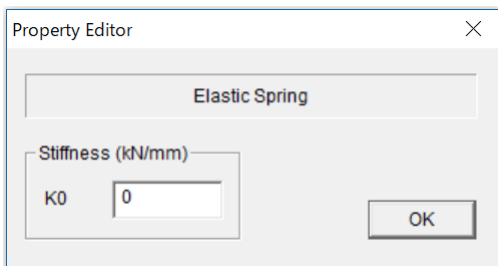 Property Editor
Elastic Spring
Stiffness (kN/mm)
K0 0
OK